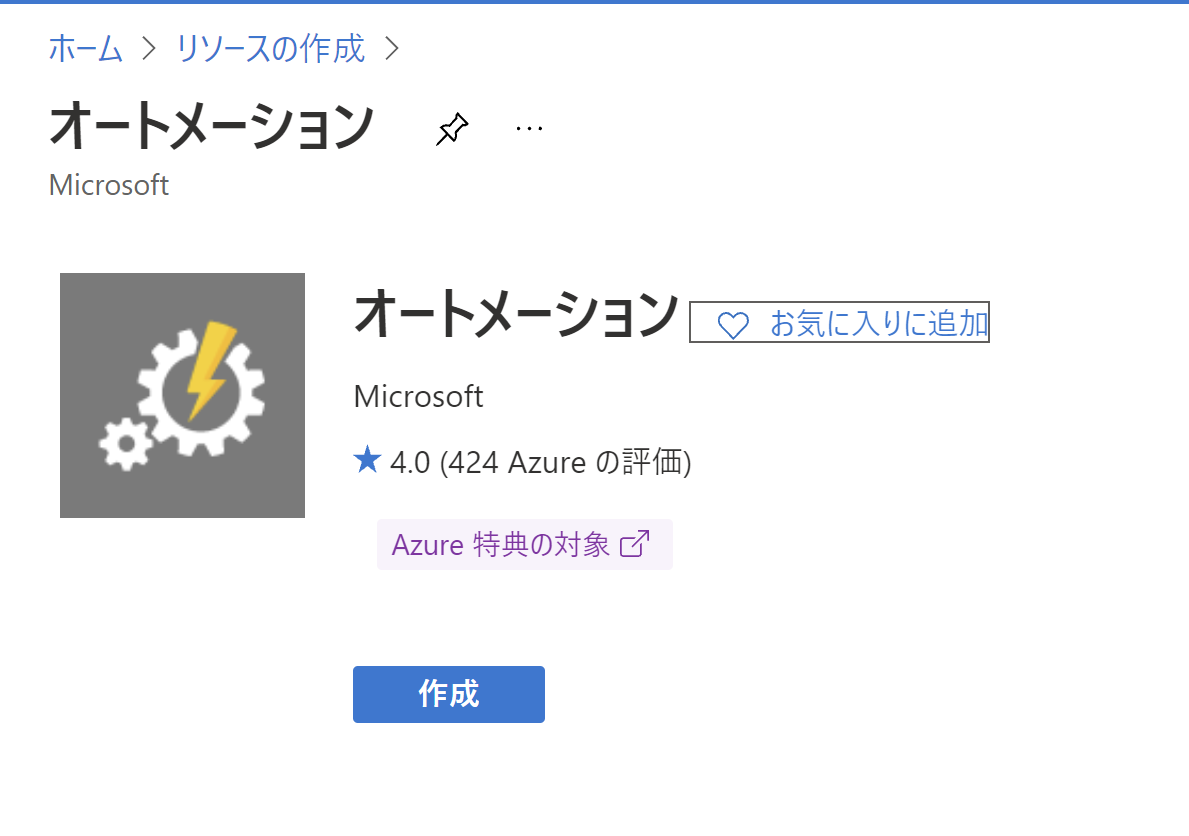 ホーム > リソースの作成 >
オートメーション ...
Microsoft
オートメーション
お気に入りに追加
Microsoft
★ 4.0 (424 Azure の評価)
Azure 特典の対象
作成